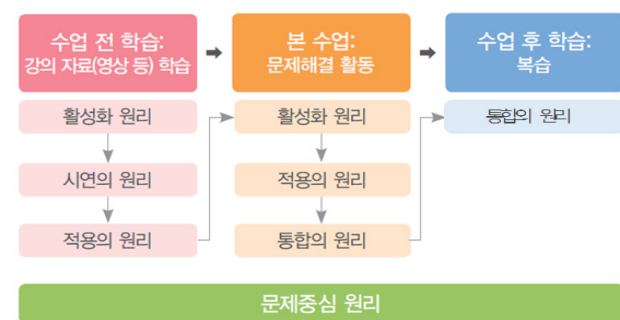 수업 전 학습:
강의 자료(영상 등) 학습
본 수업:
문제해결 활동
수업 후 학습:
복습
활성화 원리
시연의 원리
적용의 원리
활성화 원리
적용의 원리
통합의 원리
통합의 원리
문제중심 원리